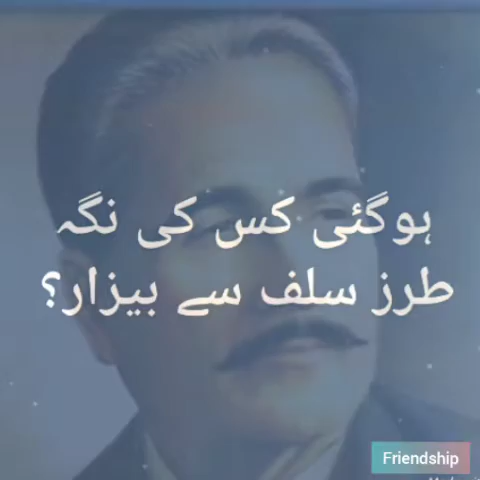 ہوگئی کس کی نگہ
طرز سلف سے بیزار؟
Friendship